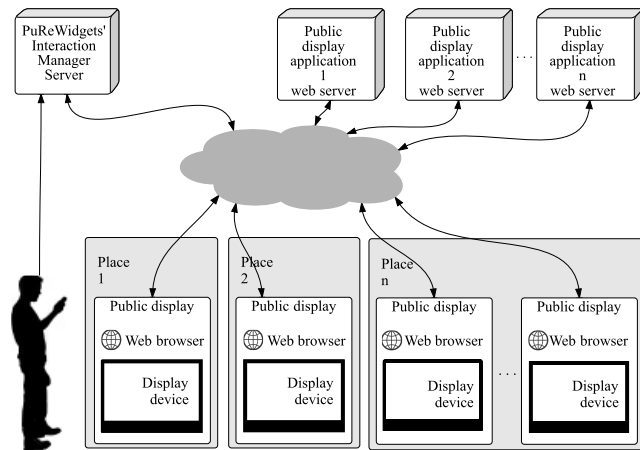 PuReWidgets'
Interaction
Manager
Server
Public
display
application
1
web server
Public
display
application
2
web server
. . .
Public
display
application
n
web server
Place
1
Public display
Web browser
Display
device
Place
2
Public display
Web browser
Display
device
Place
n
Public display
Web browser
Display
device
. . .
Public display
Web browser
Display
device